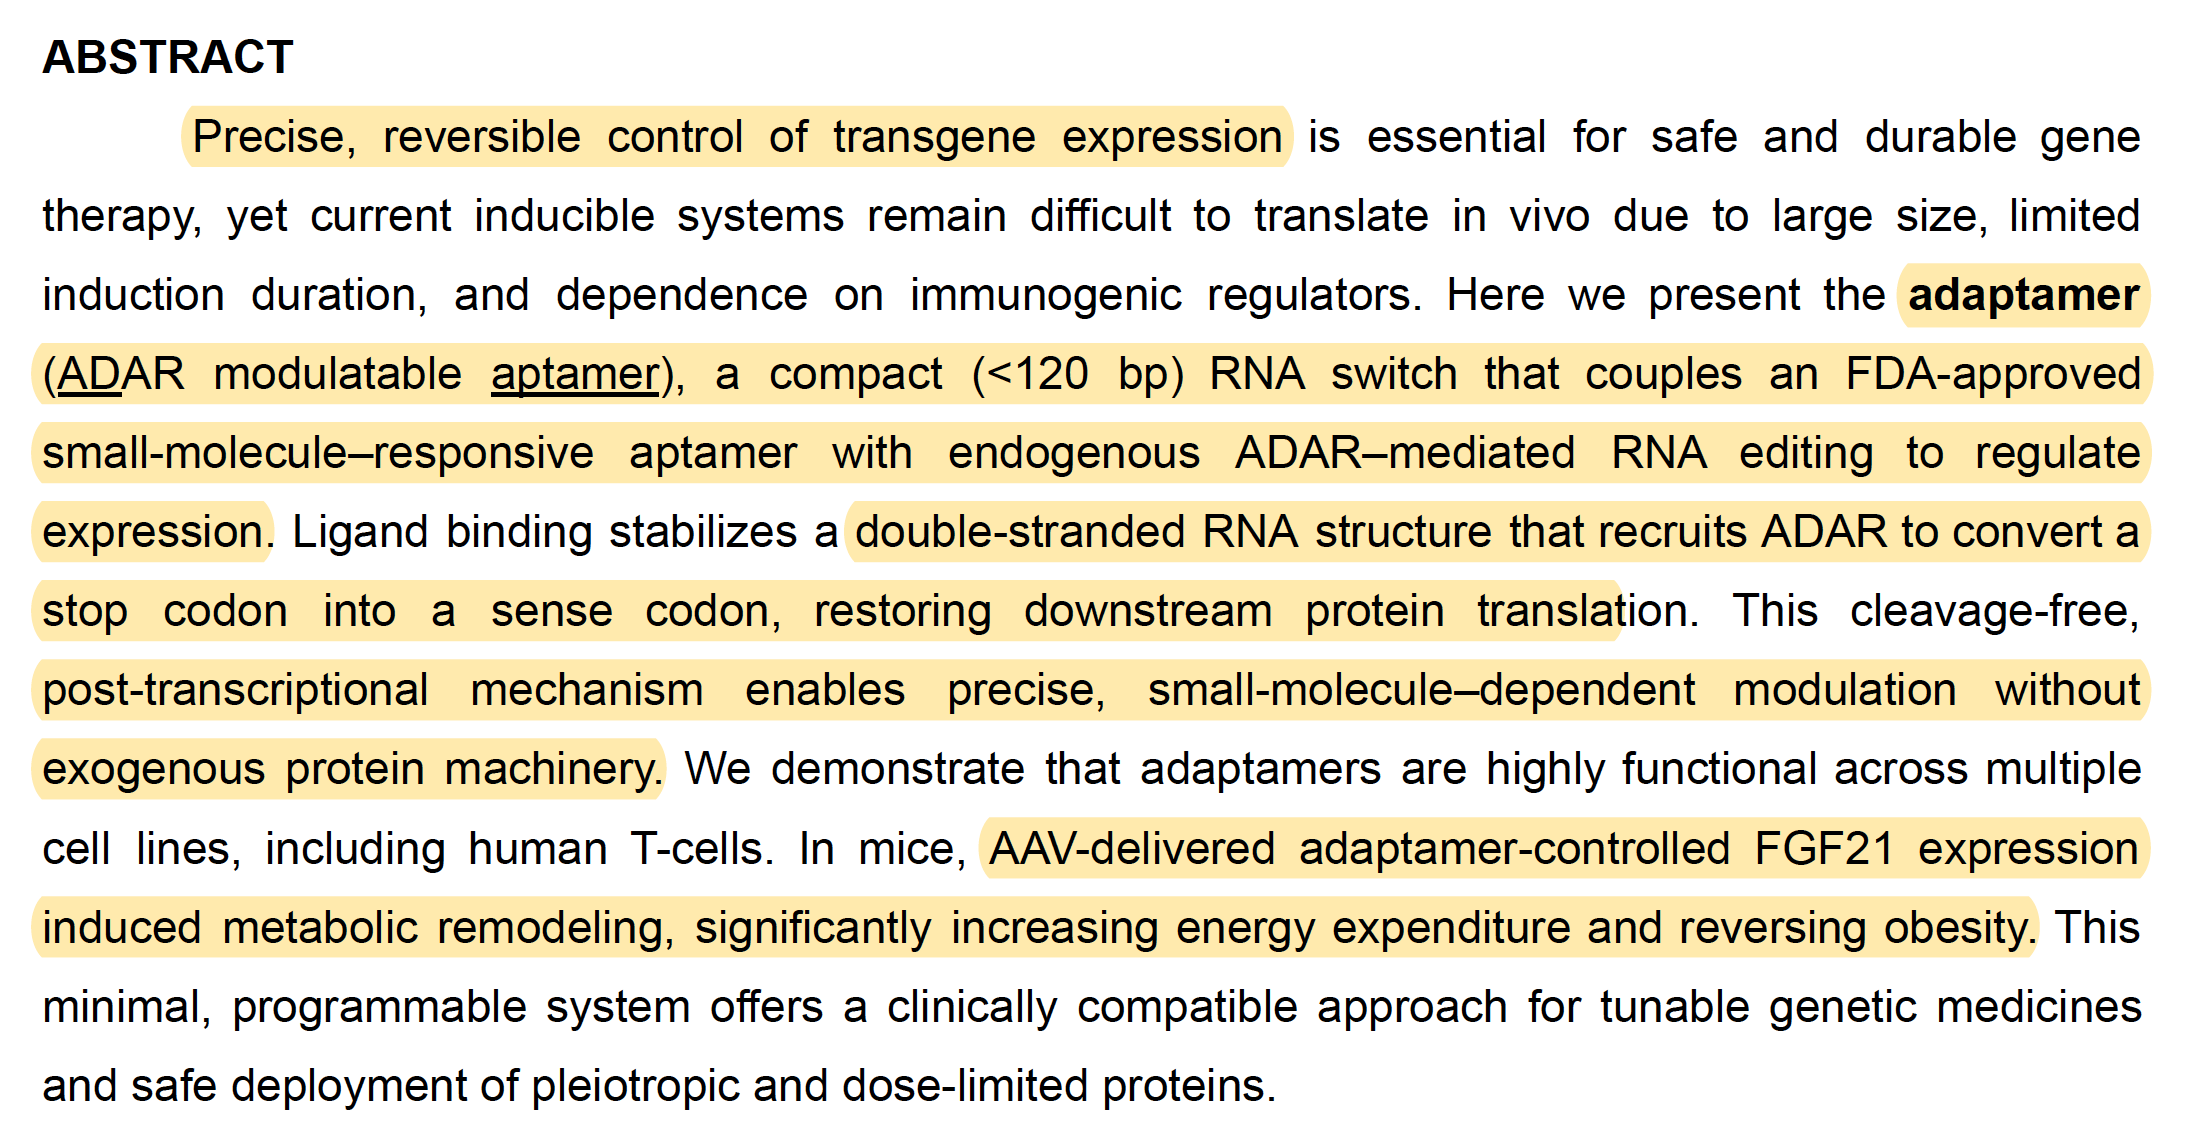 ABSTRACT
Precise, reversible control of transgene expression is essential for safe and durable gene
therapy, yet current inducible systems remain difficult to translate in vivo due to large size, limited
induction duration, and dependence on immunogenic regulators. Here we present the adaptamer
(ADAR modulatable aptamer), a compact (<120 bp) RNA switch that couples an FDA-approved
small-molecule–responsive aptamer with endogenous ADAR–mediated RNA editing to regulate
expression. Ligand binding stabilizes a double-stranded RNA structure that recruits ADAR to convert a
stop codon into a sense codon, restoring downstream protein translation. This cleavage-free,
post-transcriptional mechanism enables precise, small-molecule–dependent modulation without
exogenous protein machinery. We demonstrate that adaptamers are highly functional across multiple
cell lines, including human T-cells. In mice, AAV-delivered adaptamer-controlled FGF21 expression
induced metabolic remodeling, significantly increasing energy expenditure and reversing obesity. This
minimal, programmable system offers a clinically compatible approach for tunable genetic medicines
and safe deployment of pleiotropic and dose-limited proteins.